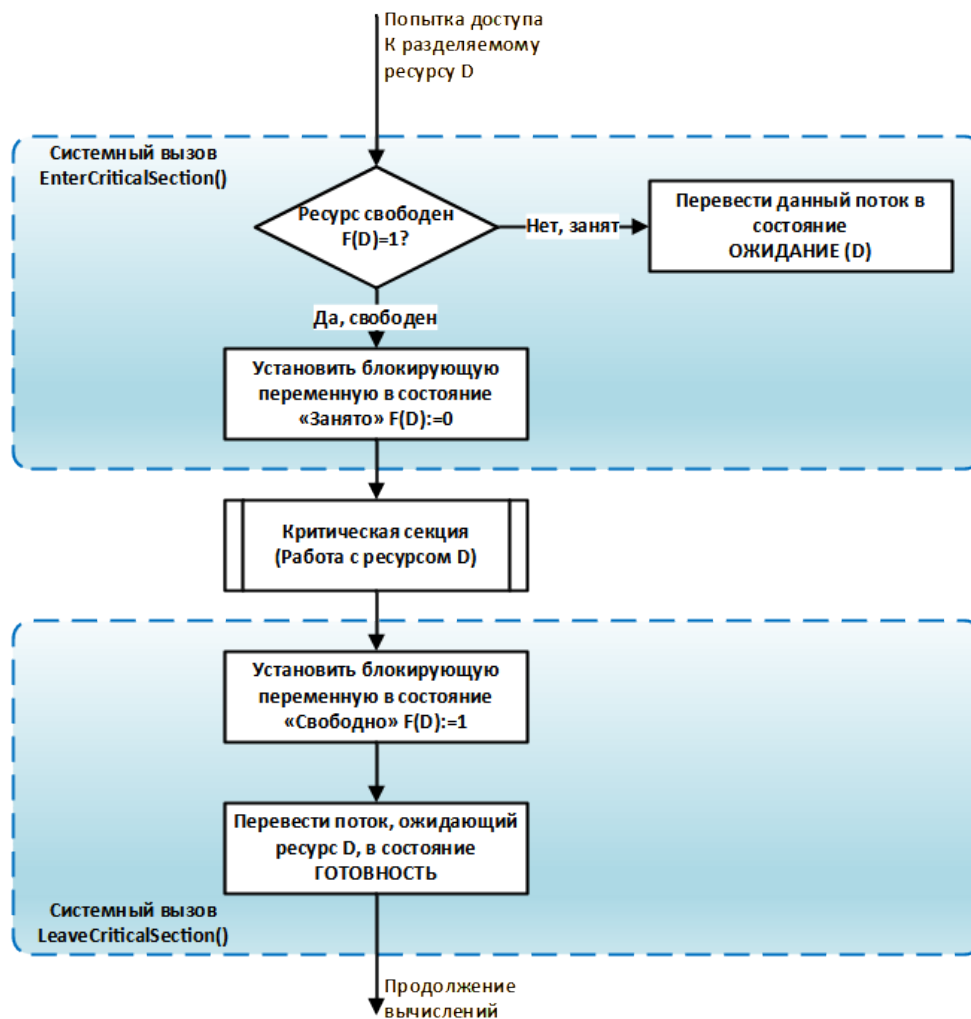 Попытка доступа
К разделяемому
ресурсу D
Системный вызов
EnterCriticalSection()
Ресурс свободен
F(D)=1?
Нет, занят
Перевести данный поток в
состояние
ОЖИДАНИЕ (D)
Да, свободен
Установить блокирующую
переменную в состояние
«Занято» F(D):=0
Критическая секция
(Работа с ресурсом D)
Установить блокирующую
переменную в состояние
«Свободно» F(D):=1
Перевести поток, ожидающий
ресурс D, в состояние
ГОТОВНОСТЬ
Системный вызов
LeaveCriticalSection()
Продолжение
вычислений